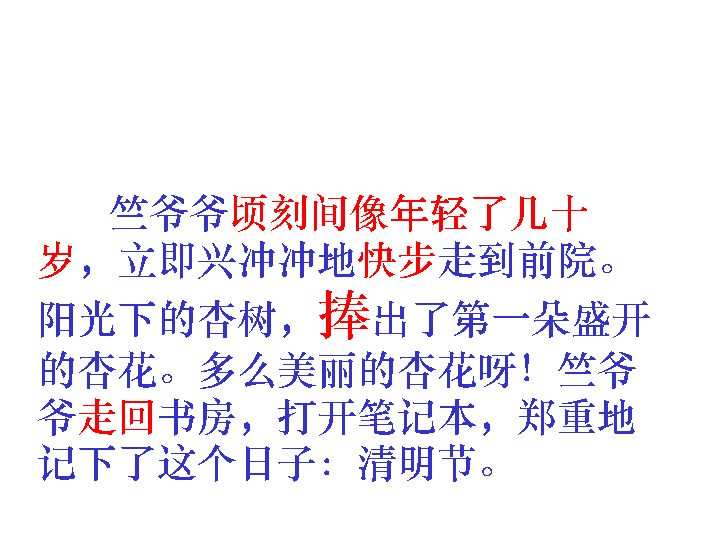 竺爷爷顷刻间像年轻了几十
岁，立即兴冲冲地快步走到前院。
阳光下的杏树，捧出了第一朵盛开
的杏花。多么美丽的杏花呀！竺爷
爷走回书房，打开笔记本，郑重地
记下了这个日子：清明节。